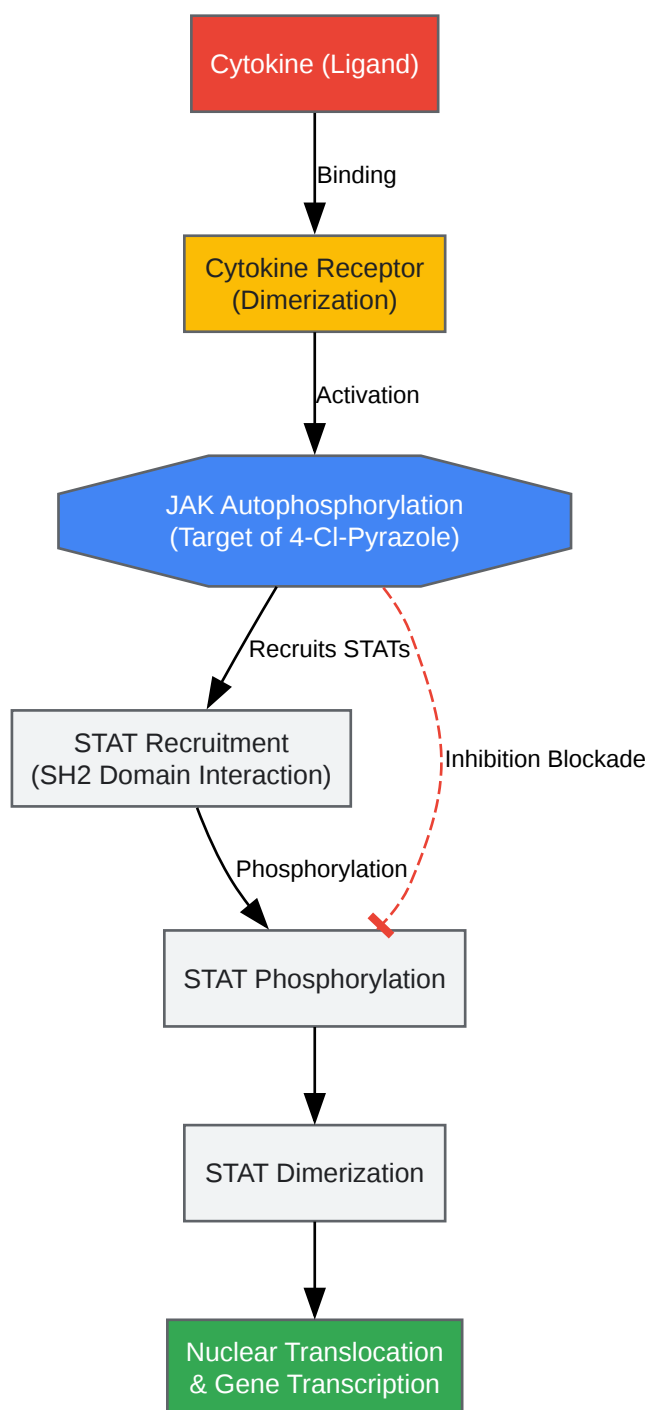 Cytokine (Ligand)
Binding
Cytokine Receptor
(Dimerization)
Activation
JAK Autophosphorylation
(Target of 4-Cl-Pyrazole)
Recruits STATs
STAT Recruitment
(SH2 Domain Interaction)
Inhibition Blockade
Phosphorylation
STAT Phosphorylation
STAT Dimerization
Nuclear Translocation
& Gene Transcription